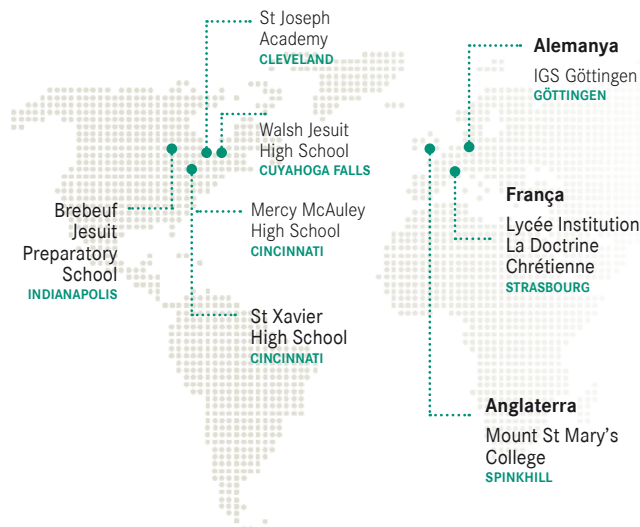 St Joseph
Academy
CLEVELAND
Walsh Jesuit
High School
CUYAHOGA FALLS
Brebeuf
Jesuit
Preparatory
School
INDIANAPOLIS
Mercy McAuley
High School
CINCINNATI
St Xavier
High School
CINCINNATI
Alemanya
IGS Göttingen
GÖTTINGEN
França
Lycée Institution
La Doctrine
Chrétienne
STRASBOURG
Anglaterra
Mount St Mary’s
College
SPINKHILL